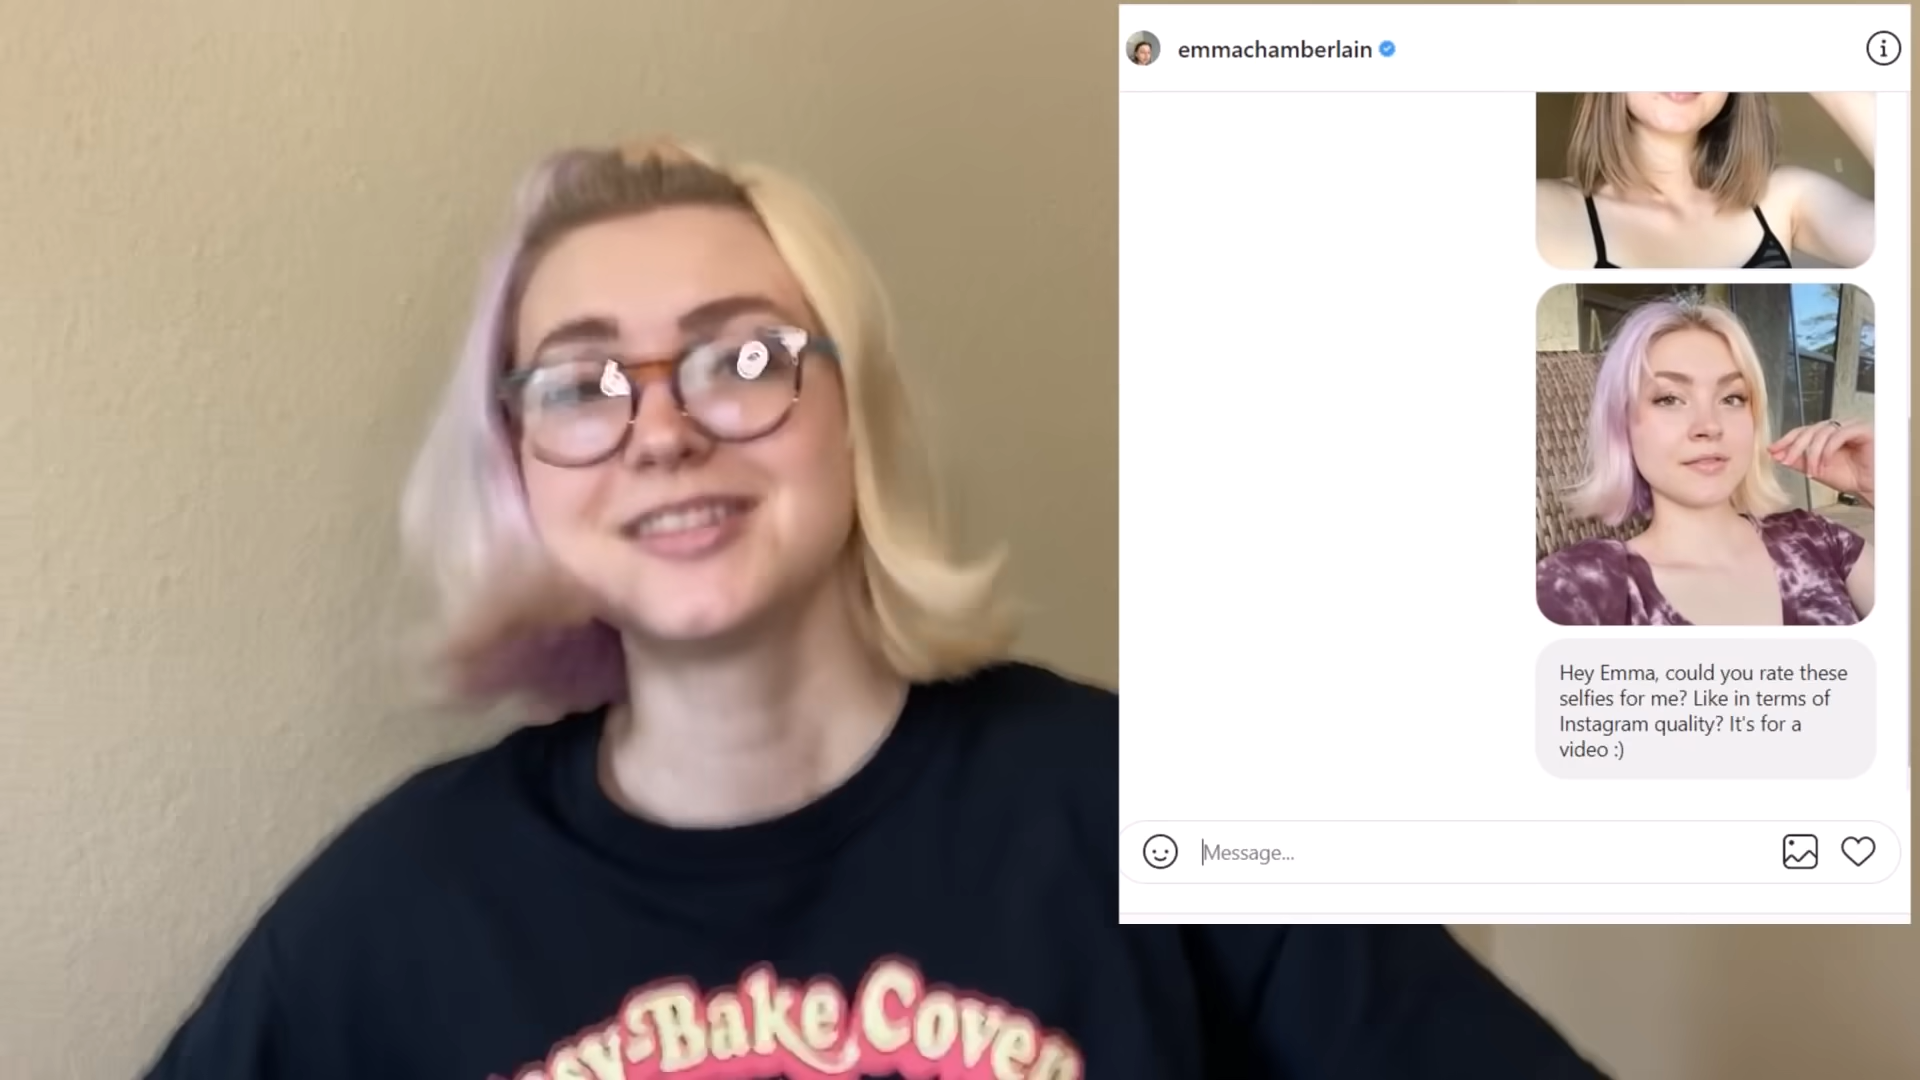 emmachamberlain
Hey Emma, could you rate these
selfies for me? Like in terms of
Instagram quality? It's for a
video :)
Message...
Bake Coven